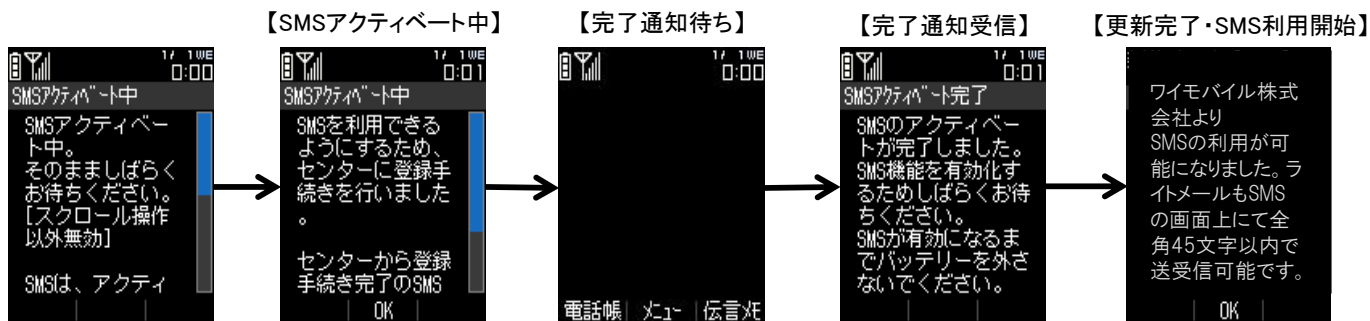 【SMSアクティベート中】
【完了通知待ち】
【完了通知受信】
【更新完了・SMS利用開始】
1/ 1WE
0:00
SMSアクティベート中
SMSアクティベー
ト中。
そのまましばらく
お待ちください。
[スクロール操作
以外無効]
SMSは、アクティ
1/ 1WE
0:01
SMSアクティベート中
SMSを利用できる
ようにするため、
センターに登録手
続きを行いました
。
センターから登録
手続き完了のSMS
OK
1/ 1WE
0:00
電話帳 メニュー 伝言メモ
1/ 1WE
0:01
SMSアクティベート完了
SMSのアクティベー
トが完了しました。
SMS機能を有効化す
るためしばらくお待
ちください。
SMSが有効になるま
でバッテリーを外さ
ないでください。
ワイモバイル株式
会社より
SMSの利用が可
能になりました。ラ
イトメールもSMS
の画面上にて全
角45文字以内で
送受信可能です。
OK